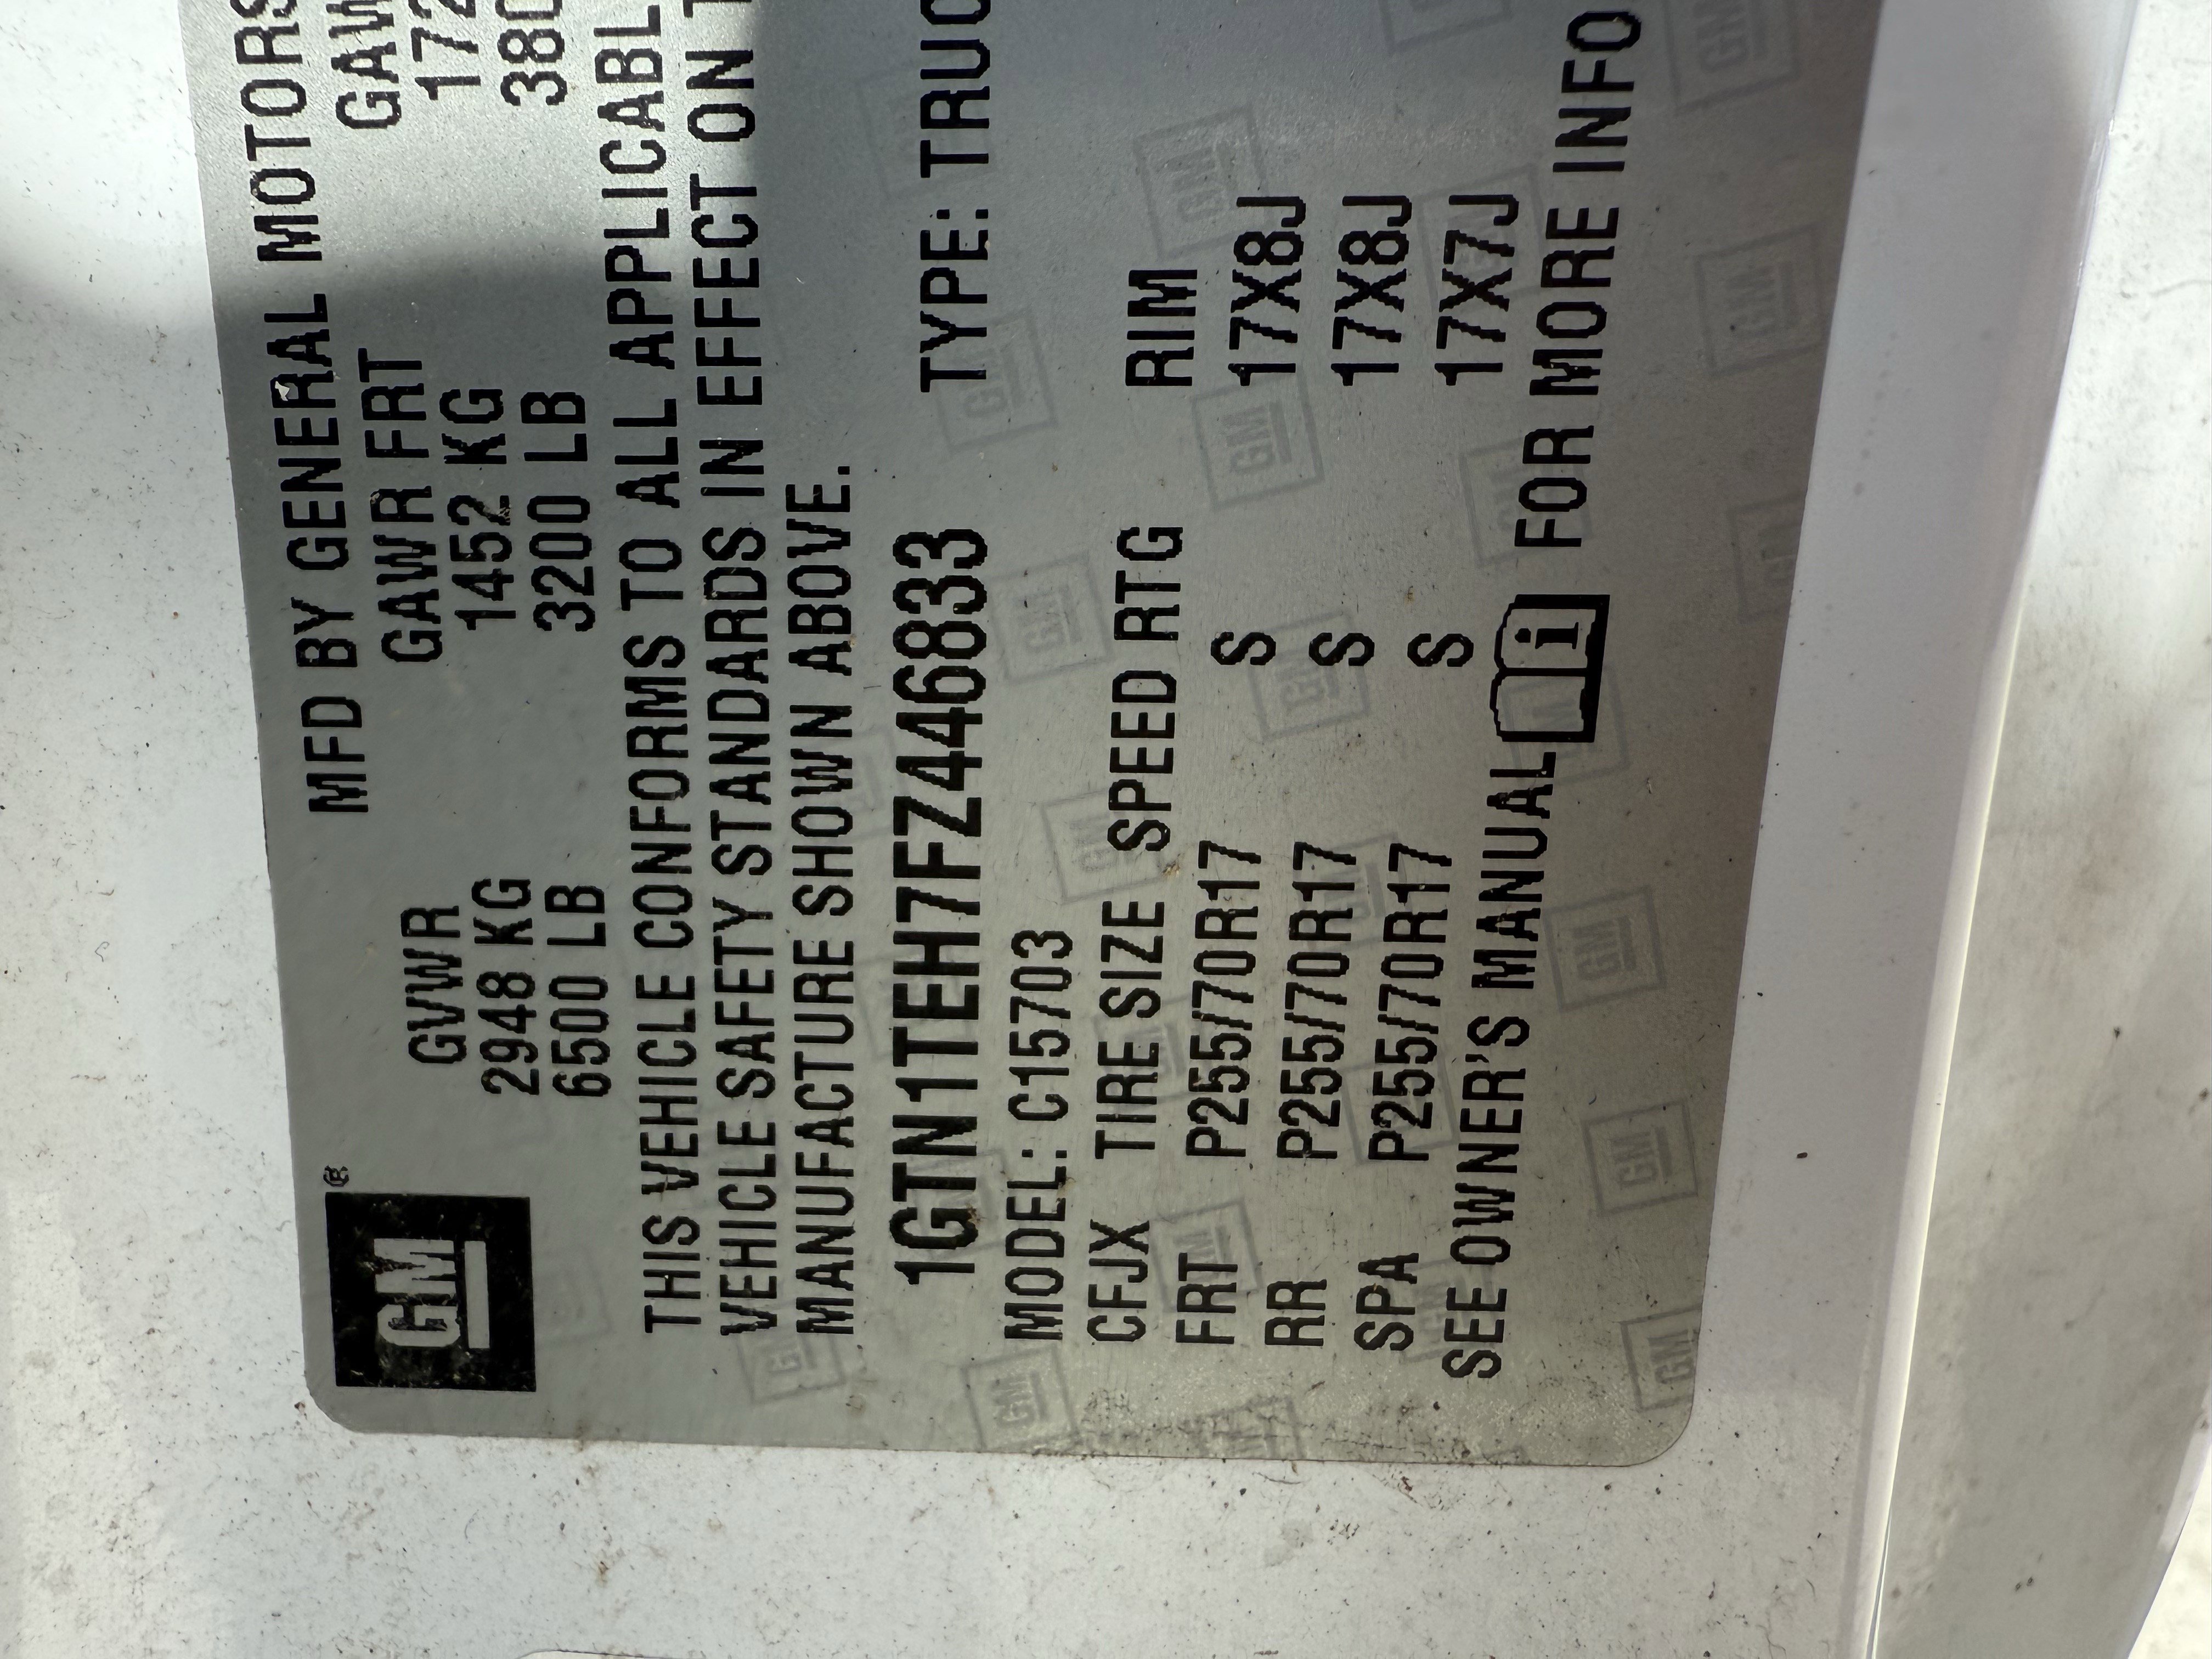 GM®
MFD BY GENERAL MOTORS
GVWR GAWR FRT GAW
2948 KG 1452 KG 172
6500 LB 3200 LB 380
THIS VEHICLE CONFORMS TO ALL APPLICABL
VEHICLE SAFETY STANDARDS IN EFFECT ON T
MANUFACTURE SHOWN ABOVE.
1GTN1TEH7FZ446833 TYPE: TRUC
MODEL: C15703
CFJX TIRE SIZE SPEED RTG RIM
FRT P255/70R17 S 17X8J
RR P255/70R17 S 17X8J
SPA P255/70R17 S 17X7J
SEE OWNER'S MANUAL i FOR MORE INFO